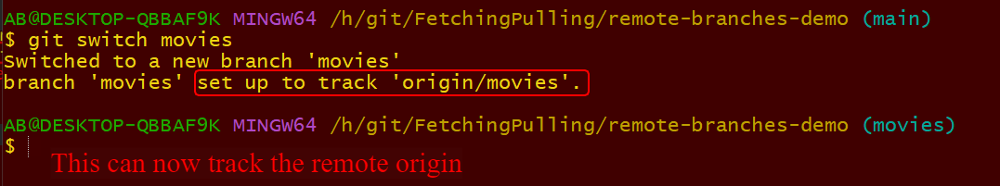 AB@DESKTOP-QBBAF9K MINGW64 /h/git/FetchingPulling/remote-branches-demo (main)
$ git switch movies
Switched to a new branch 'movies'
branch 'movies' set up to track 'origin/movies'.
AB@DESKTOP-QBBAF9K MINGW64 /h/git/FetchingPulling/remote-branches-demo (movies)
$
This can now track the remote origin